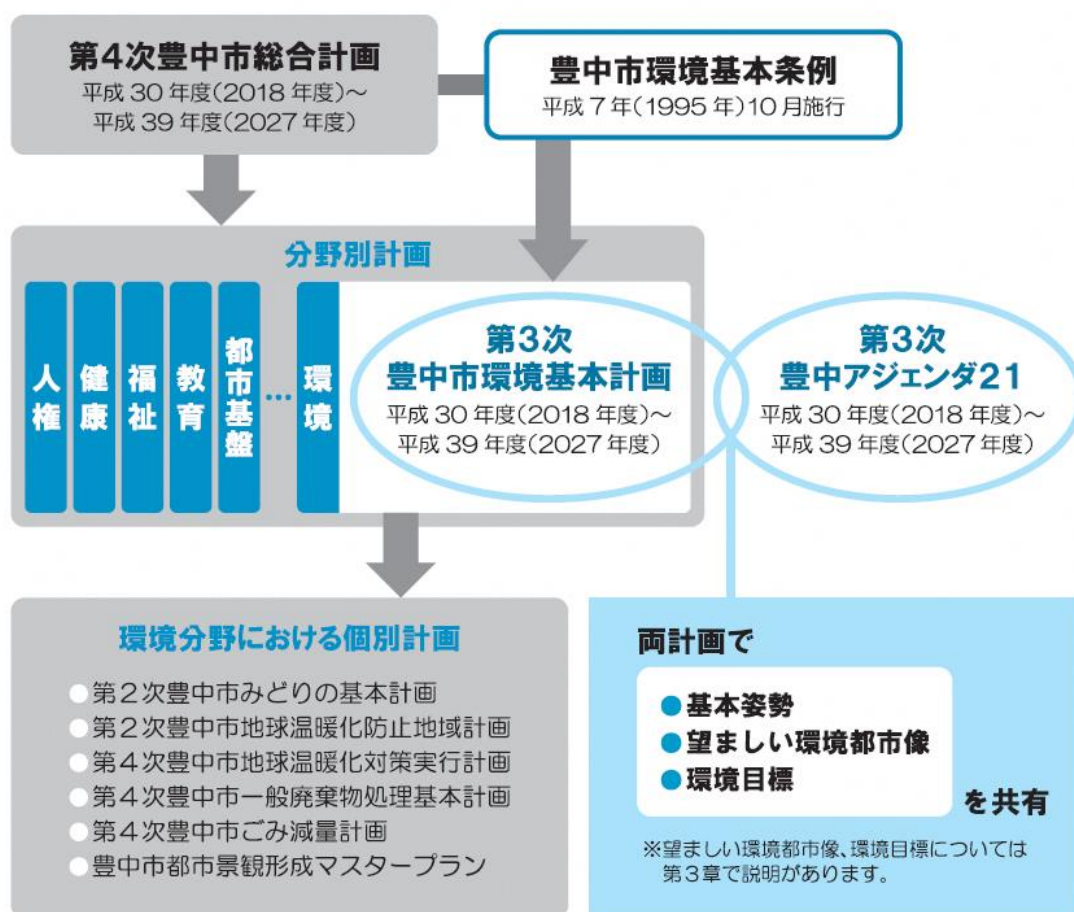 第4次豊中市総合計画
平成30年度(2018年度)～
平成39年度(2027年度)
豊中市環境基本条例
平成7年(1995年)10月施行
分野別計画
人権
健康
福祉
教育
都市基盤
…
環境
第3次
豊中市環境基本計画
平成30年度(2018年度)～
平成39年度(2027年度)
第3次
豊中アジェンダ21
平成30年度(2018年度)～
平成39年度(2027年度)
環境分野における個別計画
●第2次豊中市みどりの基本計画
●第2次豊中市地球温暖化防止地域計画
●第4次豊中市地球温暖化対策実行計画
●第4次豊中市一般廃棄物処理基本計画
●第4次豊中市ごみ減量計画
●豊中市都市景観形成マスタープラン
両計画で
●基本姿勢
●望ましい環境都市像
●環境目標
を共有
※望ましい環境都市像、環境目標については
第3章で説明があります。